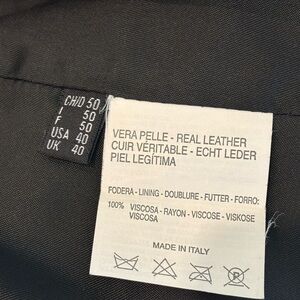 CH/D 50
I 50
F 50
USA 40
UK 40
VERA PELLE - REAL LEATHER
CUIR VÉRITABLE - ECHT LEDER
PIEL LEGÍTIMA
FODERA - LINING - DOUBLURE - FUTTER - FORRO:
100% VISCOSA - RAYON - VISCOSE - VISKOSE
VISCOSA
MADE IN ITALY
P